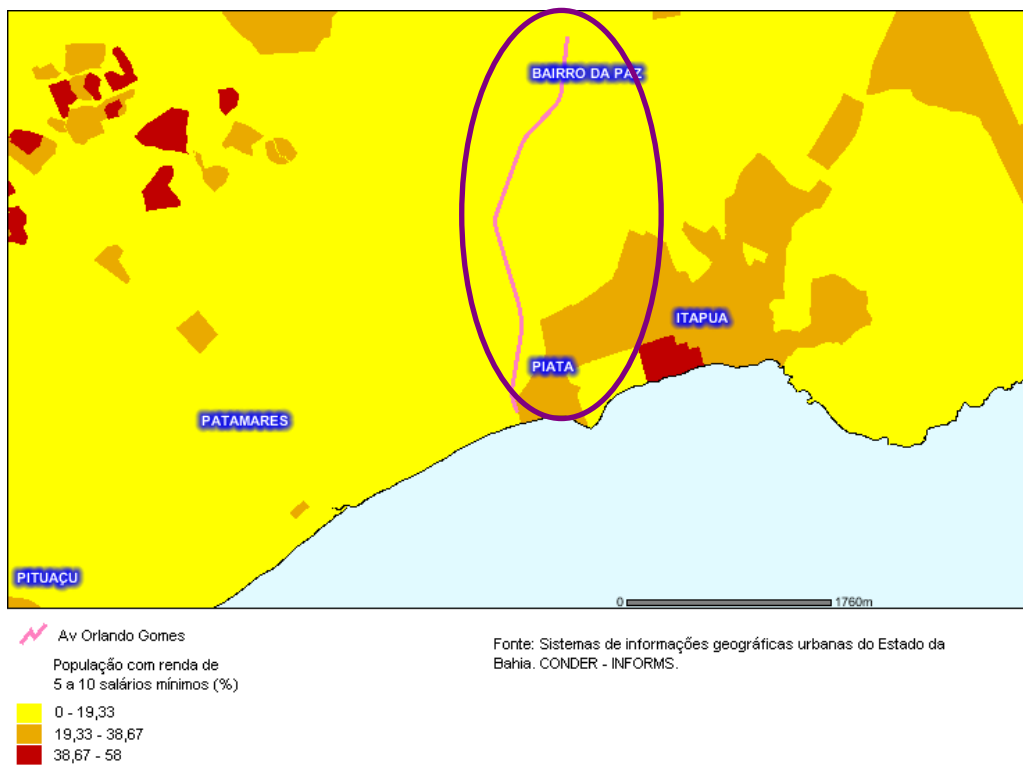 BAIRRO DA PAZ
ITAPUA
PIATA
PATAMARES
PITUAÇU
0 1760m
Av Orlando Gomes
População com renda de
5 a 10 salários mínimos (%)
0 - 19,33
19,33 - 38,67
38,67 - 58
Fonte: Sistemas de informações geográficas urbanas do Estado da
Bahia. CONDER - INFORMS.